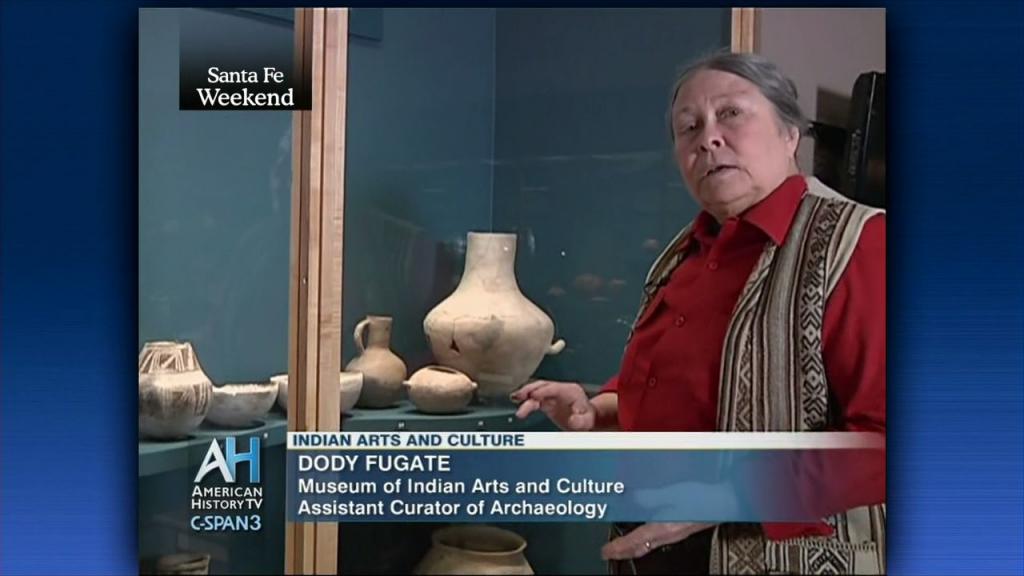 Santa Fe
Weekend
INDIAN ARTS AND CULTURE
DODY FUGATE
Museum of Indian Arts and Culture
Assistant Curator of Archaeology
AH
AMERICAN
HISTORY TV
C-SPAN3